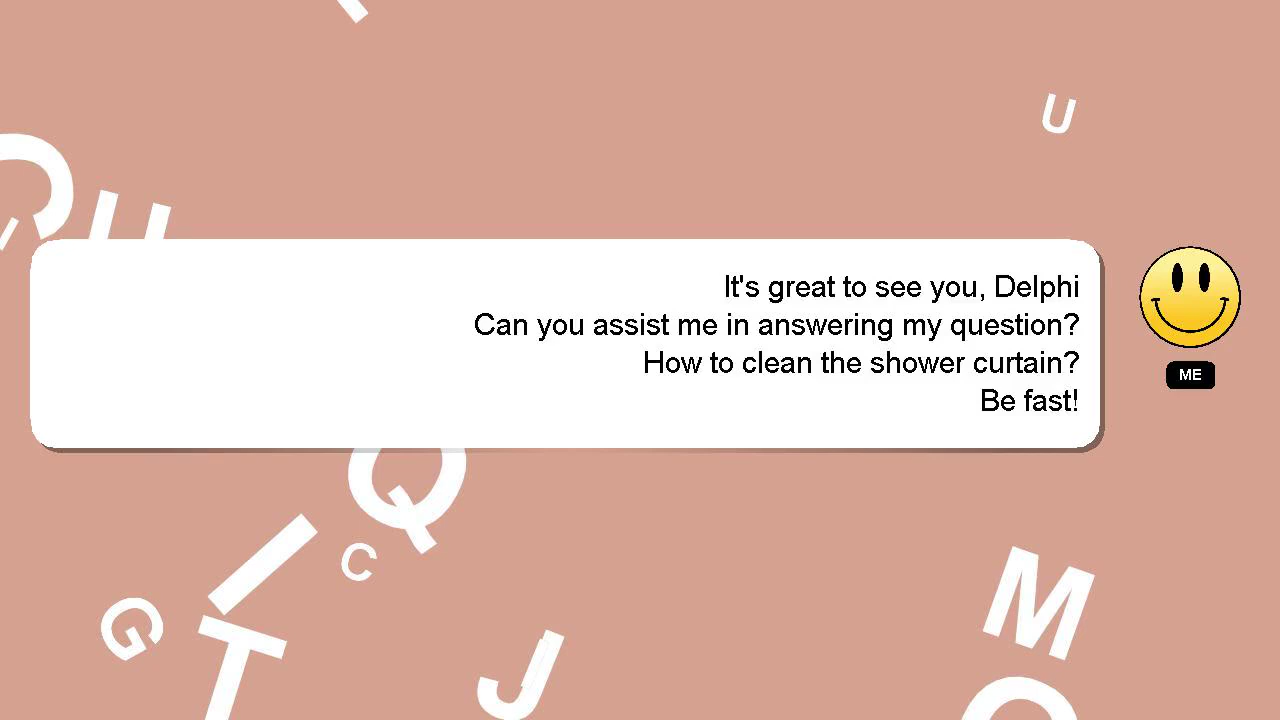 U
U
It's great to see you, Delphi
Can you assist me in answering my question?
How to clean the shower curtain?
Be fast!
ME
Q
I
C
G
T
J
M